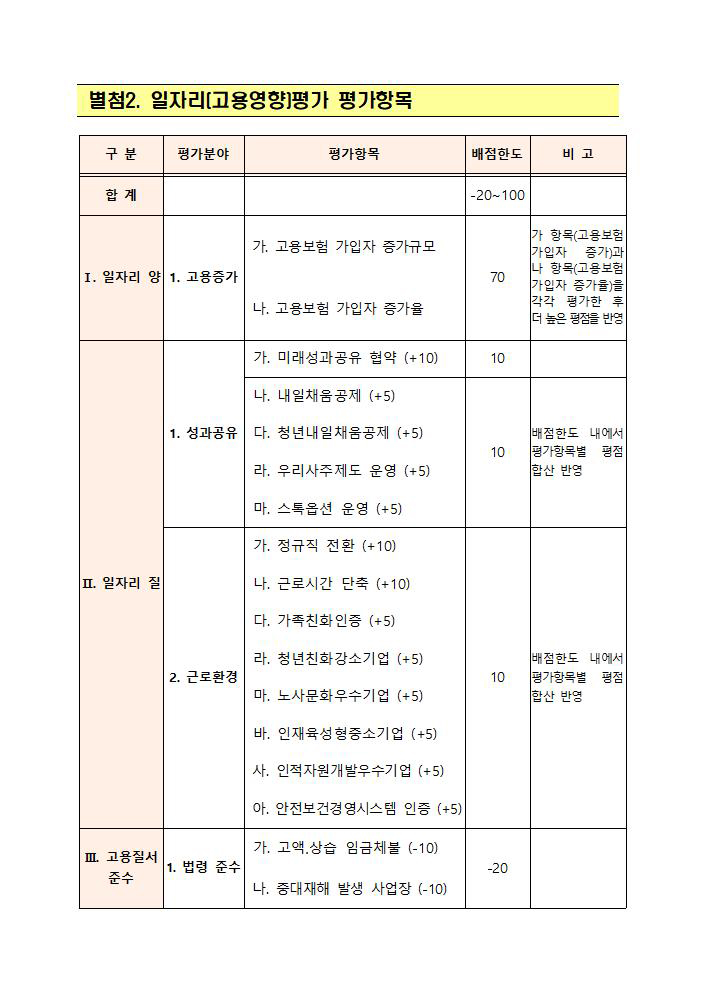 별첨2. 일자리(고용영향)평가 평가항목
구 분 평가분야 평가항목 배점한도 비 고
합 계 -20~100
Ⅰ. 일자리 양 1. 고용증가
가. 고용보험 가입자 증가규모
나. 고용보험 가입자 증가율
70
가 항목(고용보험
가입자 증가)과
나 항목(고용보험
가입자 증가율)을
각각 평가한 후
더 높은 평점을 반영
Ⅱ. 일자리 질
1. 성과공유
가. 미래성과공유 협약 (+10) 10
나. 내일채움공제 (+5)
다. 청년내일채움공제 (+5)
라. 우리사주제도 운영 (+5)
마. 스톡옵션 운영 (+5)
10
배점한도 내에서
평가항목별 평점
합산 반영
2. 근로환경
가. 정규직 전환 (+10)
나. 근로시간 단축 (+10)
다. 가족친화인증 (+5)
라. 청년친화강소기업 (+5)
마. 노사문화우수기업 (+5)
바. 인재육성형중소기업 (+5)
사. 인적자원개발우수기업 (+5)
아. 안전보건경영시스템 인증 (+5)
10
배점한도 내에서
평가항목별 평점
합산 반영
Ⅲ. 고용질서
준수
1. 법령 준수
가. 고액.상습 임금체불 (-10)
나. 중대재해 발생 사업장 (-10)
-20